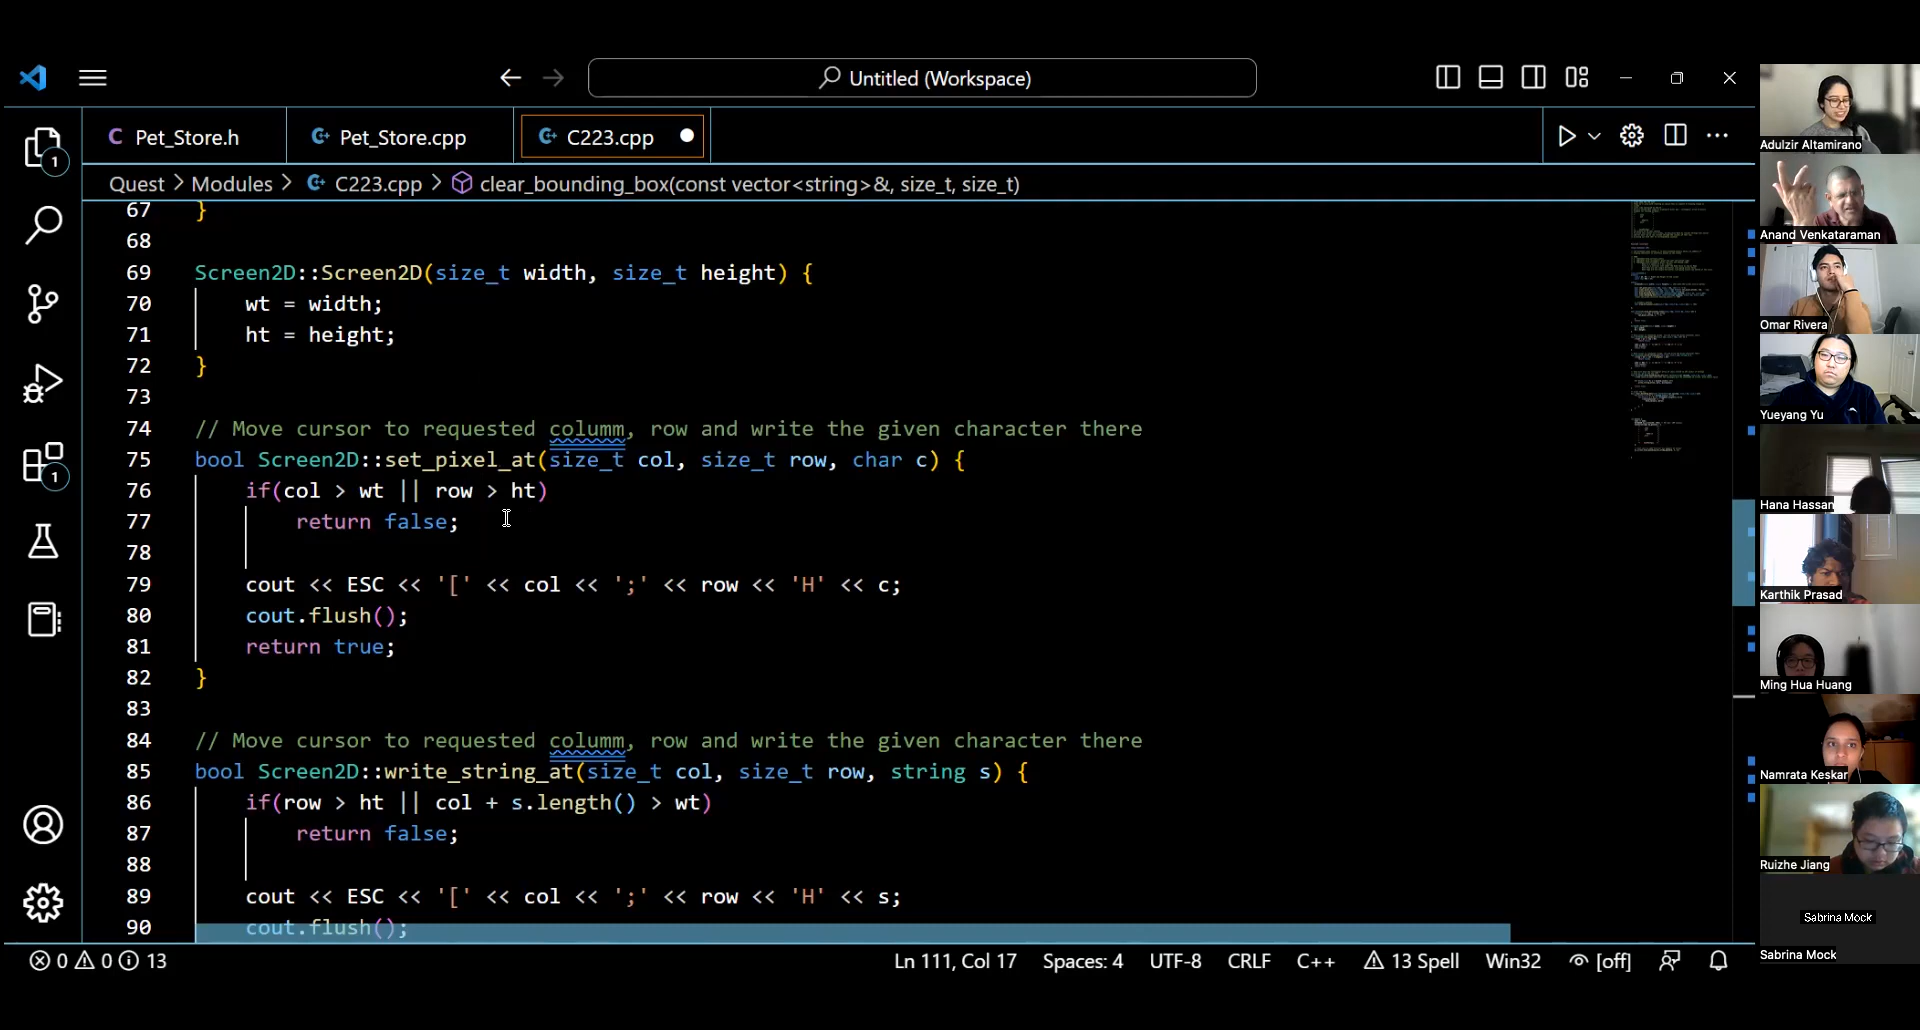 Untitled (Workspace)
Pet_Store.h
Pet_Store.cpp
C223.cpp
Quest > Modules > C223.cpp > clear_bounding_box(const vector<string>&, size_t, size_t)
67 }
68
69 Screen2D::Screen2D(size_t width, size_t height) {
70 wt = width;
71 ht = height;
72 }
73
74 // Move cursor to requested columm, row and write the given character there
75 bool Screen2D::set_pixel_at(size_t col, size_t row, char c) {
76 if(col > wt || row > ht)
77 return false;
78
79 cout << ESC << '[' << col << ';' << row << 'H' << c;
80 cout.flush();
81 return true;
82 }
83
84 // Move cursor to requested columm, row and write the given character there
85 bool Screen2D::write_string_at(size_t col, size_t row, string s) {
86 if(row > ht || col + s.length() > wt)
87 return false;
88
89 cout << ESC << '[' << col << ';' << row << 'H' << s;
90 cout.flush();
1
1
0 0 13
Ln 111, Col 17
Spaces: 4
UTF-8
CRLF
C++
13 Spell
Win32
[off]
Adulzir Altamirano
Anand Venkataraman
Omar Rivera
Yueyang Yu
Hana Hassan
Karthik Prasad
Ming Hua Huang
Namrata Keskar
Ruizhe Jiang
Sabrina Mock
Sabrina Mock